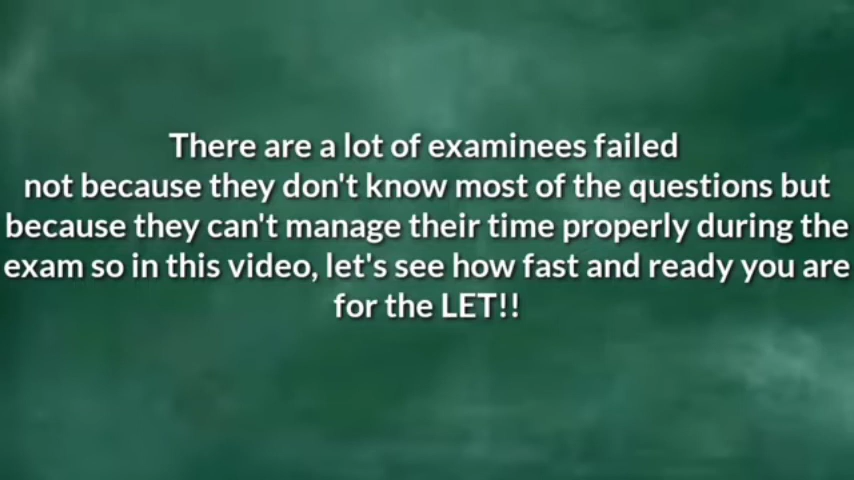 There are a lot of examinees failed
not because they don't know most of the questions but
because they can't manage their time properly during the
exam so in this video, let's see how fast and ready you are
for the LET!!